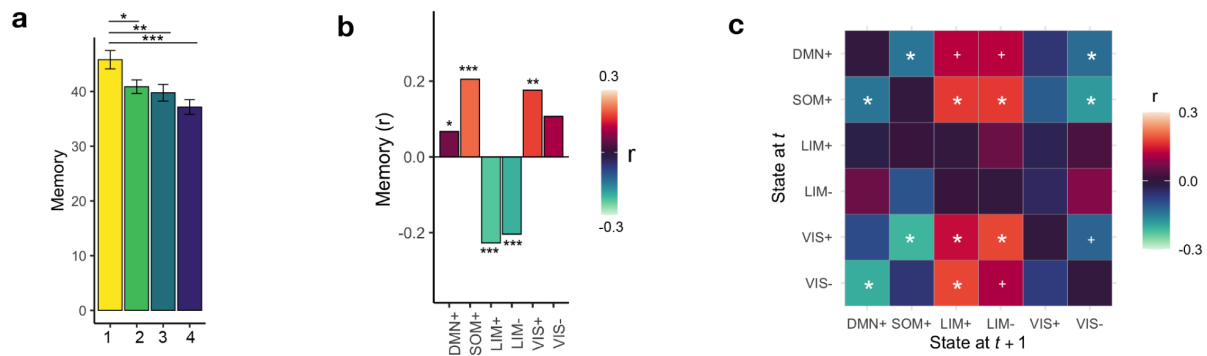 a
*
**
***
Memory
40
30
20
10
0
1 2 3 4
b
Memory (r)
0.2
0.0
-0.2
*
***
***
***
**
DMN+
SOM+
LIM+
LIM-
VIS+
VIS-
0.3
r
-0.3
c
State at t
DMN+ * + + *
SOM+ * * * *
LIM+
LIM-
VIS+ * * * +
VIS- * * +
DMN+ SOM+ LIM+ LIM- VIS+ VIS-
State at t + 1
r
0.3
0.0
-0.3